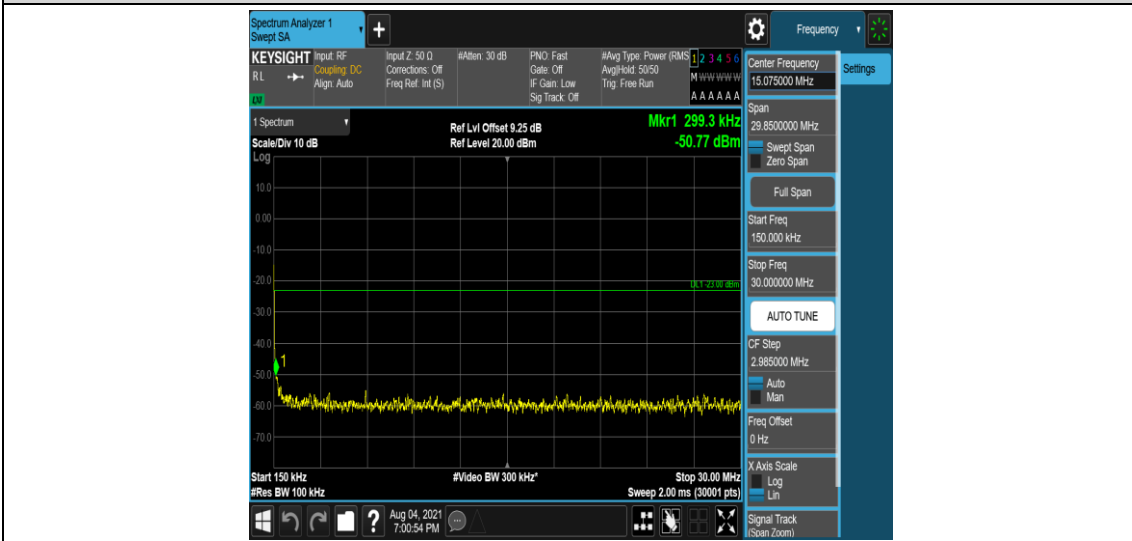 Spectrum Analyzer 1
Swept SA
+
Frequency
KEYSIGHT
Input: RF
Coupling: DC
Align: Auto
Input Z: 50 Ω
Corrections: Off
Freq Ref: Int (S)
#Atten: 30 dB
PNO: Fast
Gate: Off
IF Gain: Low
Sig Track: Off
#Avg Type: Power (RMS
Avg|Hold: 50/50
Trig: Free Run
1 2 3 4 5 6
M W W W W W
A A A A A A
R L
LXI
1 Spectrum
Scale/Div 10 dB
Log
Ref Lvl Offset 9.25 dB
Ref Level 20.00 dBm
Mkr1 299.3 kHz
-50.77 dBm
10.0
0.00
-10.0
-20.0
DL1 -23.00 dBm
-30.0
-40.0
1
-50.0
-60.0
-70.0
Start 150 kHz
#Res BW 100 kHz
#Video BW 300 kHz*
Stop 30.00 MHz
Sweep 2.00 ms (30001 pts)
?
Aug 04, 2021
7:00:54 PM
Center Frequency
15.075000 MHz
Settings
Span
29.8500000 MHz
Swept Span
Zero Span
Full Span
Start Freq
150.000 kHz
Stop Freq
30.000000 MHz
AUTO TUNE
CF Step
2.985000 MHz
Auto
Man
Freq Offset
0 Hz
X Axis Scale
Log
Lin
Signal Track
(Span Zoom)